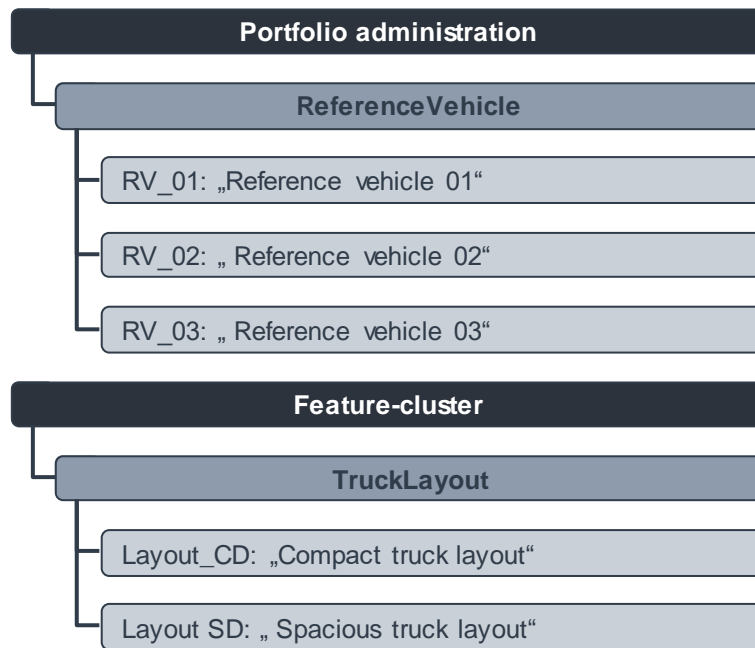 Portfolio administration
ReferenceVehicle
RV_01: „Reference vehicle 01“
RV_02: „ Reference vehicle 02“
RV_03: „ Reference vehicle 03“
Feature-cluster
TruckLayout
Layout_CD: „Compact truck layout“
Layout SD: „ Spacious truck layout“